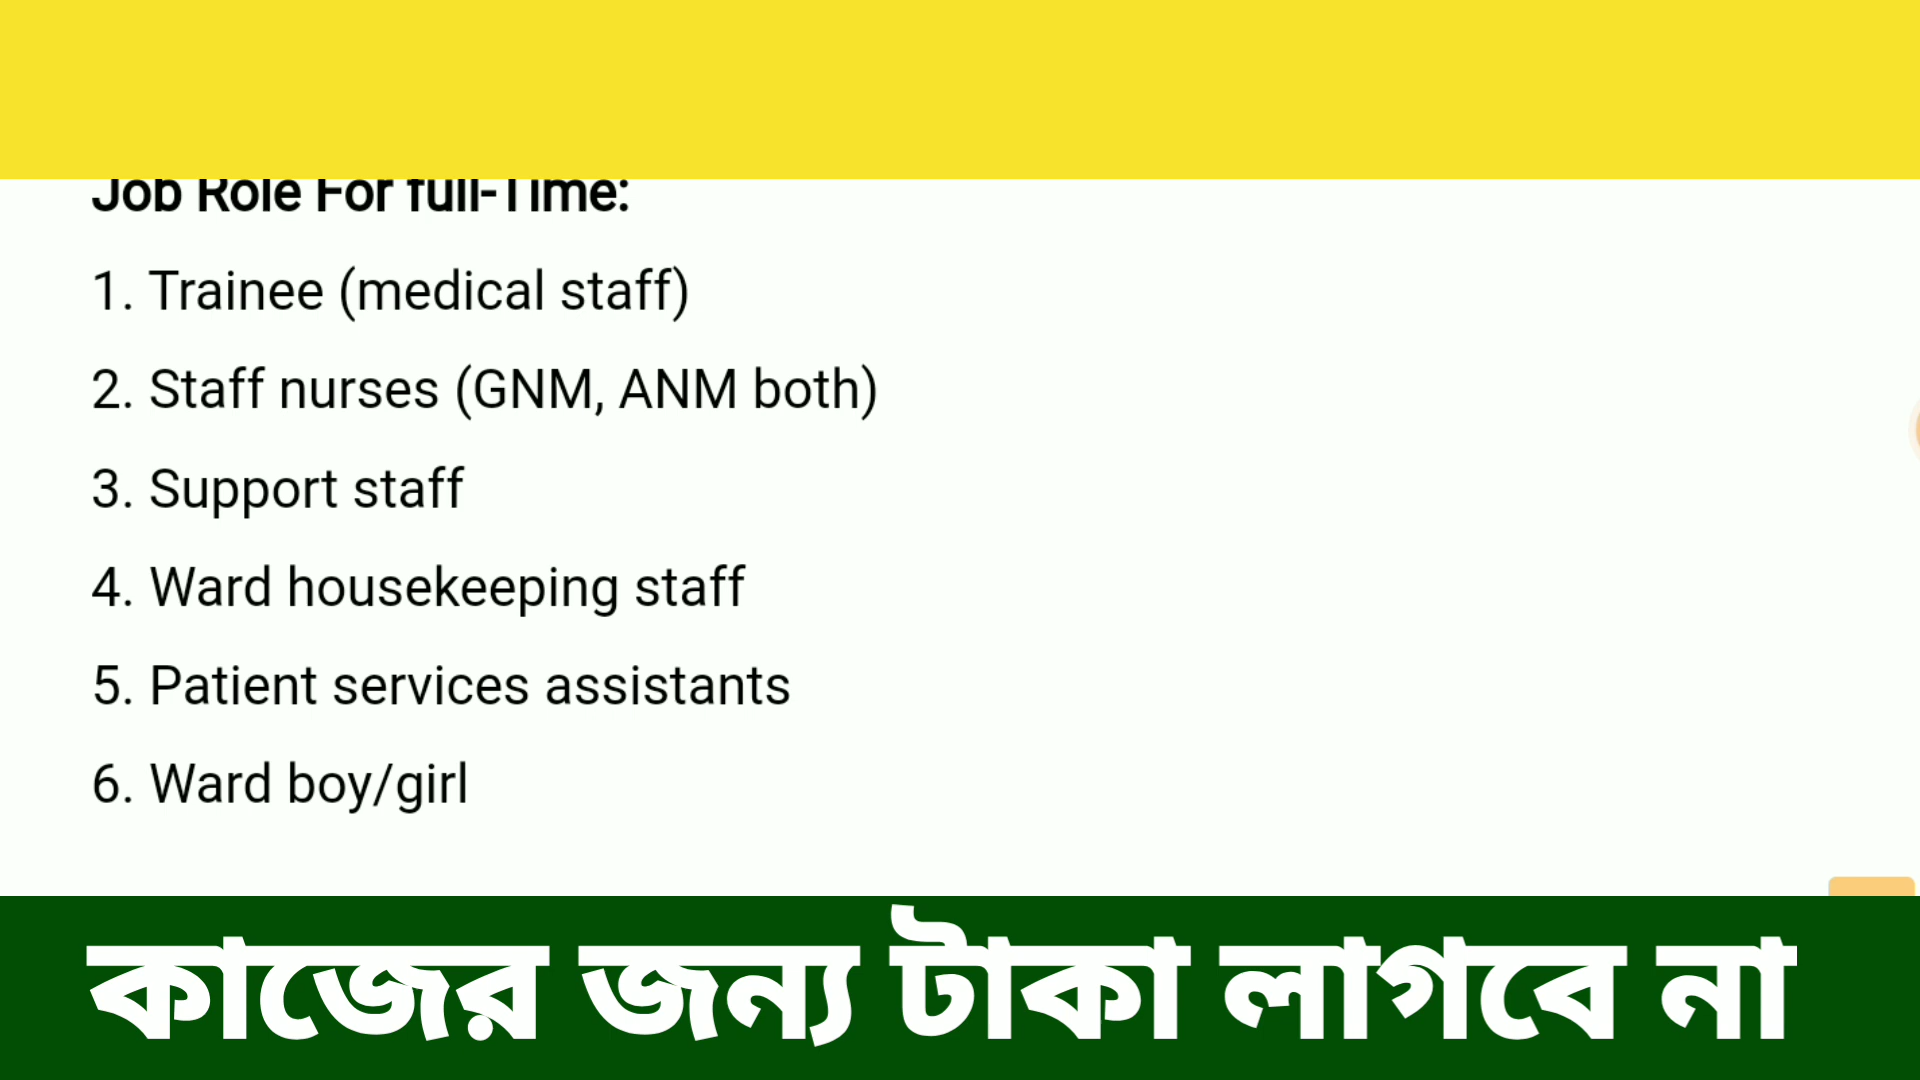 Job Role For full-Time:
1. Trainee (medical staff)
2. Staff nurses (GNM, ANM both)
3. Support staff
4. Ward housekeeping staff
5. Patient services assistants
6. Ward boy/girl
কাজের জন্য টাকা লাগবে না